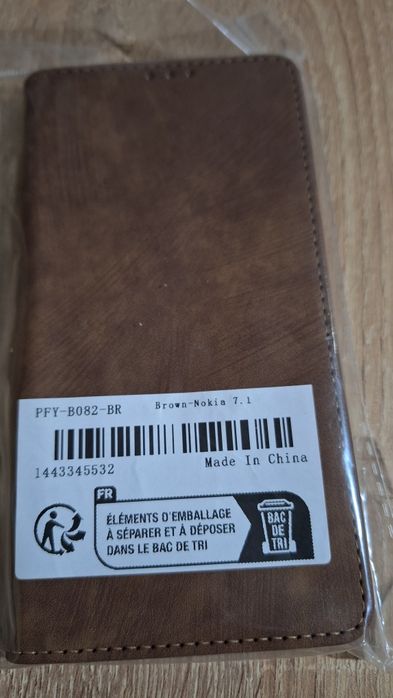 PFY-B082-BR
Brown-Nokia 7.1
1443345532
Made In China
FR
ÉLÉMENTS D'EMBALLAGE
À SÉPARER ET À DÉPOSER
DANS LE BAC DE TRI
BAC
DE
TRI